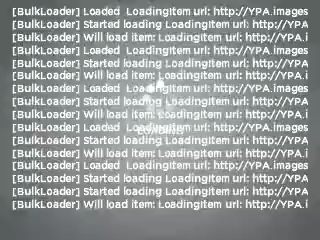 [BulkLoader] Loaded  LoadingItem url: http://YPA.images
[BulkLoader] Started loading LoadingItem url: http://YPA
[BulkLoader] Will load item: LoadingItem url: http://YPA.i
[BulkLoader] Loaded  LoadingItem url: http://YPA.images
[BulkLoader] Started loading LoadingItem url: http://YPA
[BulkLoader] Will load item: LoadingItem url: http://YPA.i
[BulkLoader] Loaded  LoadingItem url: http://YPA.images
[BulkLoader] Started loading LoadingItem url: http://YPA
[BulkLoader] Will load item: LoadingItem url: http://YPA.i
[BulkLoader] Loaded  LoadingItem url: http://YPA.images
LOADING
[BulkLoader] Started loading LoadingItem url: http://YPA
[BulkLoader] Will load item: LoadingItem url: http://YPA.i
[BulkLoader] Loaded  LoadingItem url: http://YPA.images
[BulkLoader] Started loading LoadingItem url: http://YPA
[BulkLoader] Started loading LoadingItem url: http://YPA
[BulkLoader] Will load item: LoadingItem url: http://YPA.i